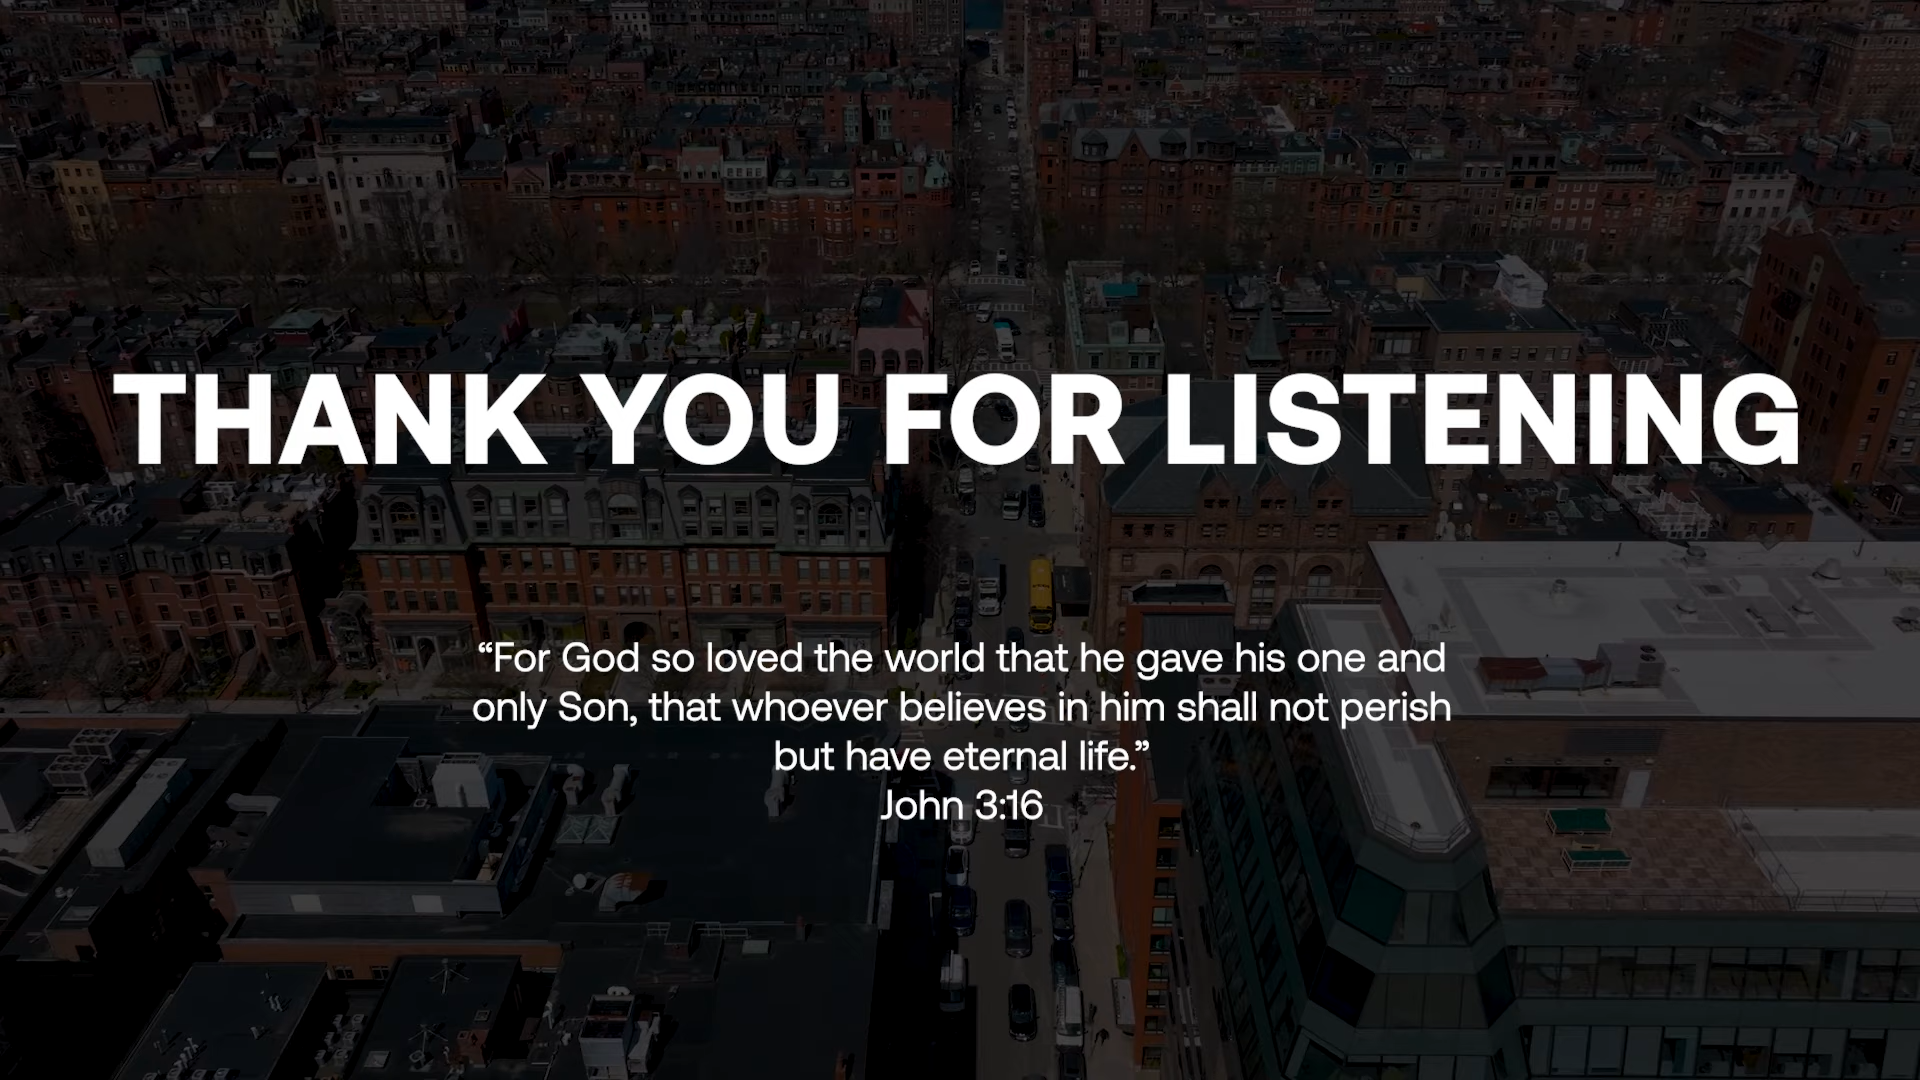 THANK YOU FOR LISTENING
“For God so loved the world that he gave his one and
only Son, that whoever believes in him shall not perish
but have eternal life.”
John 3:16